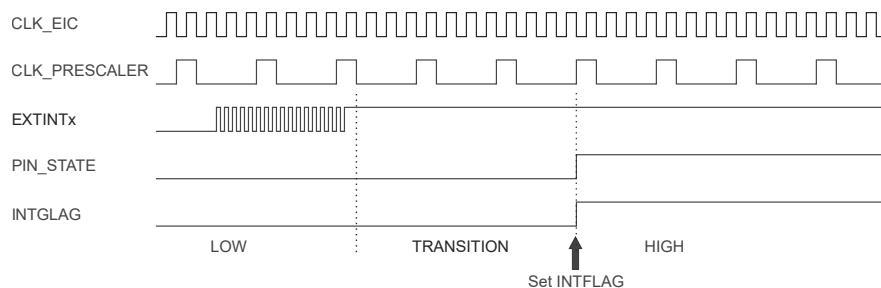 CLK_EIC
CLK_PRESCALER
EXTINTx
PIN_STATE
INTGLAG
LOW TRANSITION HIGH
Set INTFLAG